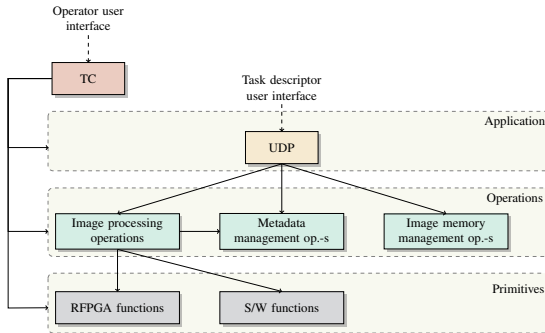 Operator user
interface
TC
Task descriptor
user interface
Application
UDP
Operations
Image processing
operations
Metadata
management op.-s
Image memory
management op.-s
Primitives
RFPGA functions
S/W functions